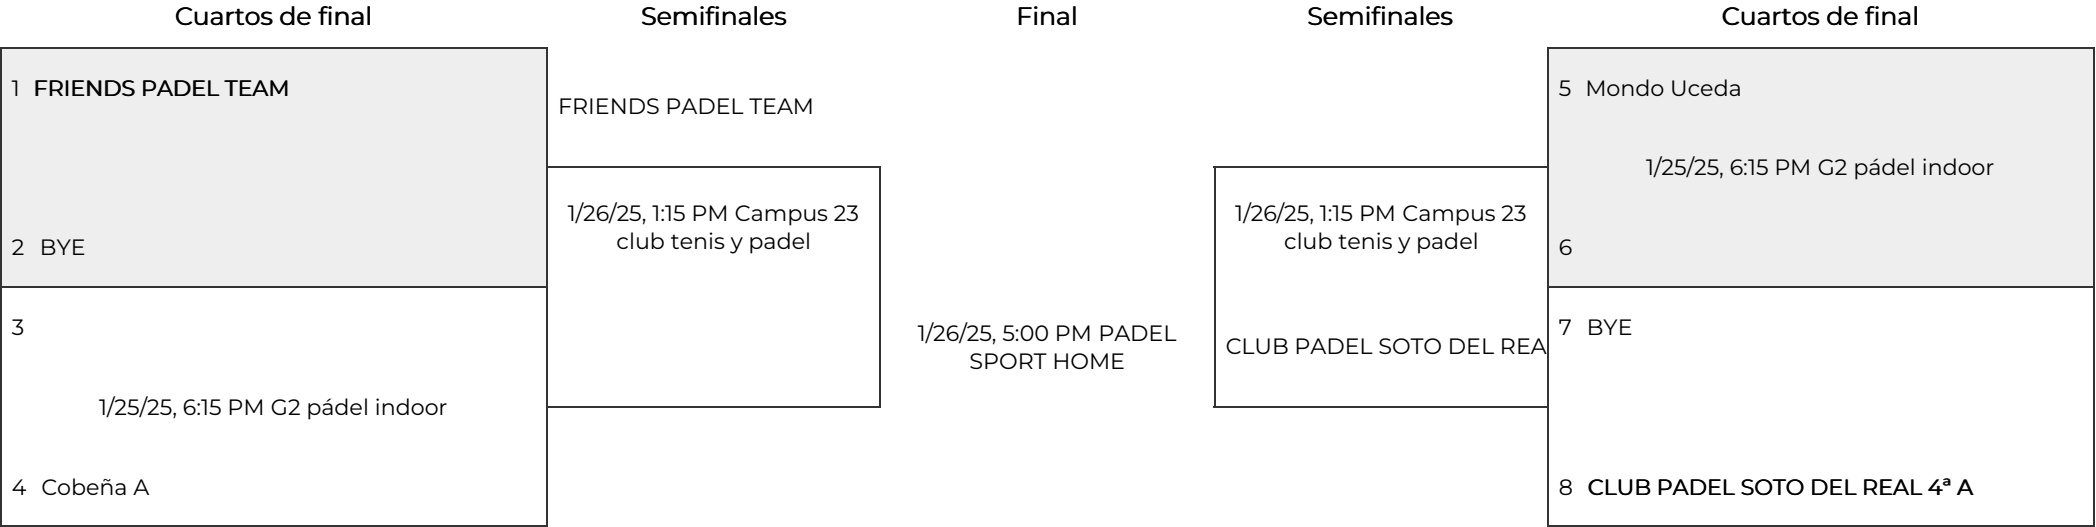 Cuartos de final
Semifinales
Final
Semifinales
Cuartos de final
1 FRIENDS PADEL TEAM
2 BYE
3
1/25/25, 6:15 PM G2 pádel indoor
4 Cobeña A
FRIENDS PADEL TEAM
1/26/25, 1:15 PM Campus 23
club tenis y padel
1/26/25, 5:00 PM PADEL
SPORT HOME
1/26/25, 1:15 PM Campus 23
club tenis y padel
CLUB PADEL SOTO DEL REA
5 Mondo Uceda
1/25/25, 6:15 PM G2 pádel indoor
6
7 BYE
8 CLUB PADEL SOTO DEL REAL 4ª A